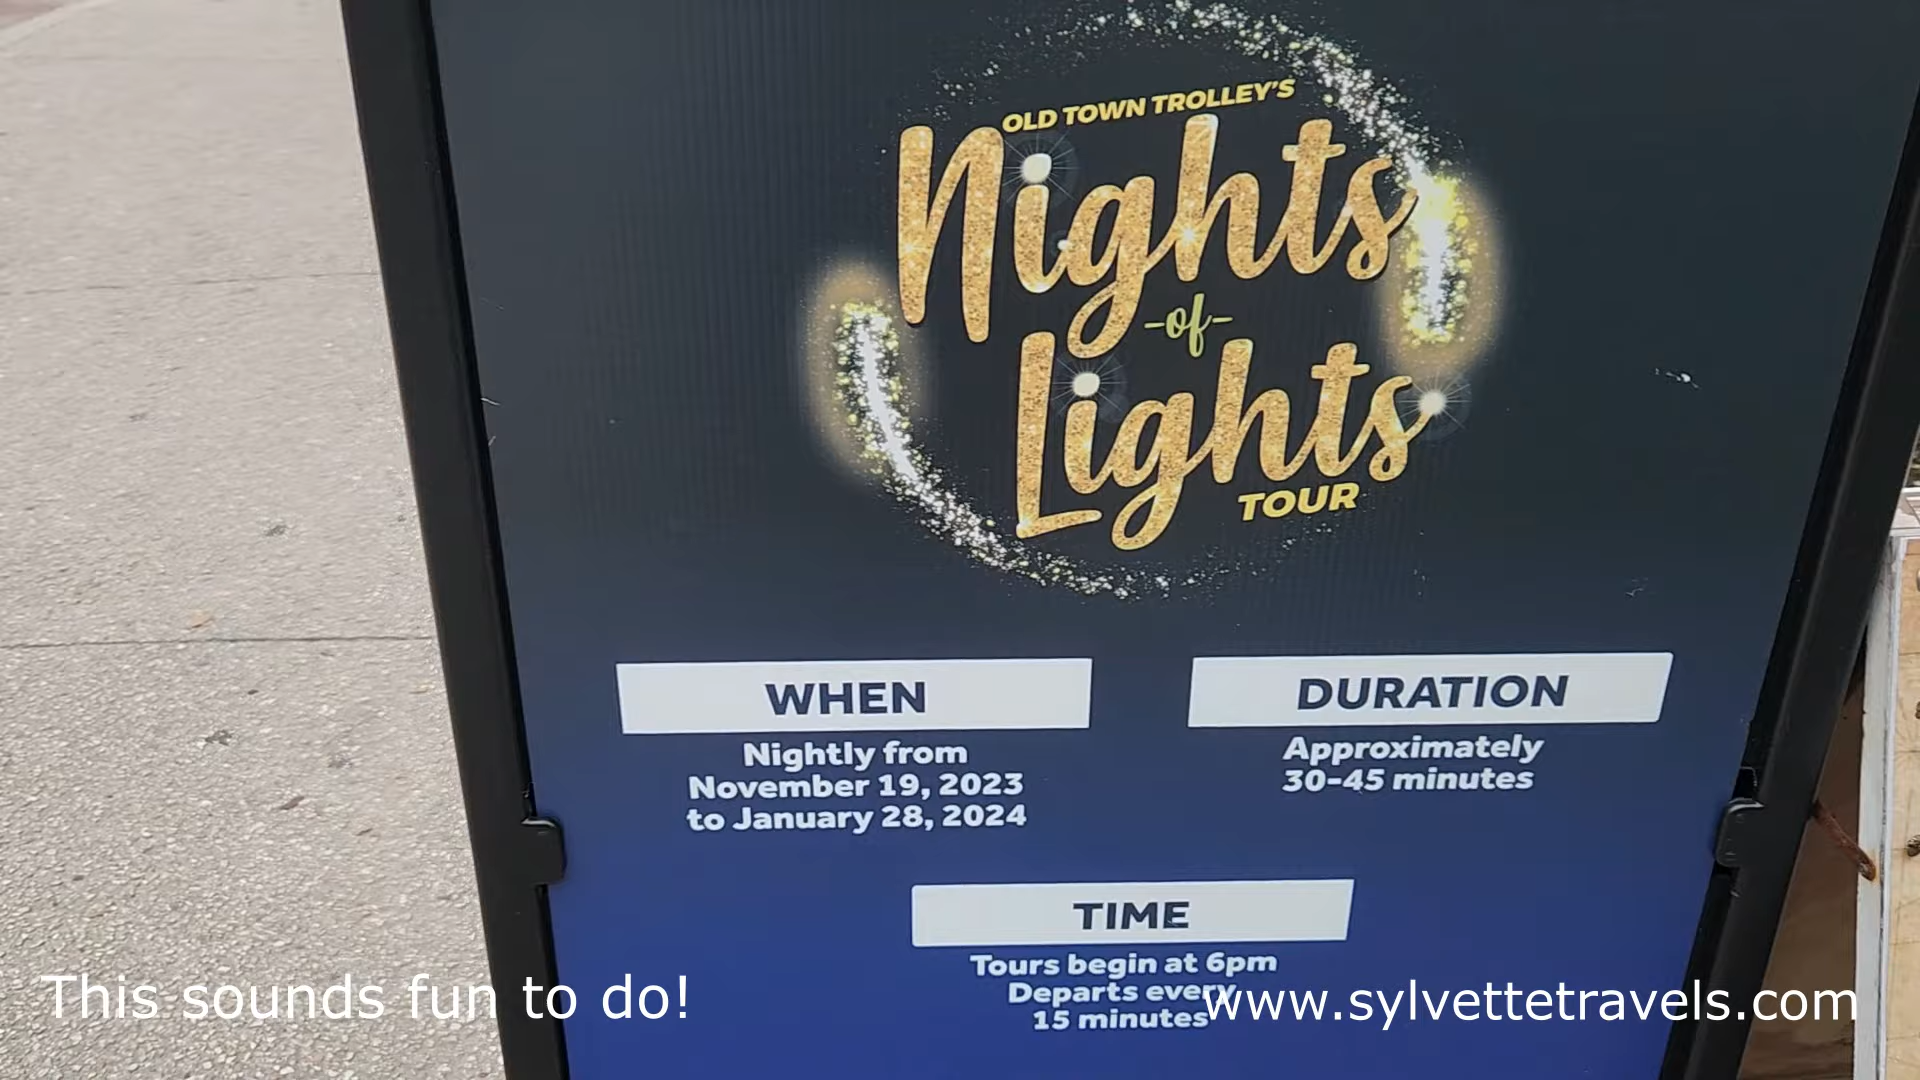 OLD TOWN TROLLEY'S
Nights
-of-
Lights
TOUR
WHEN
Nightly from
November 19, 2023
to January 28, 2024
DURATION
Approximately
30-45 minutes
TIME
Tours begin at 6pm
Departs every
15 minutes
This sounds fun to do!
www.sylvettetravels.com